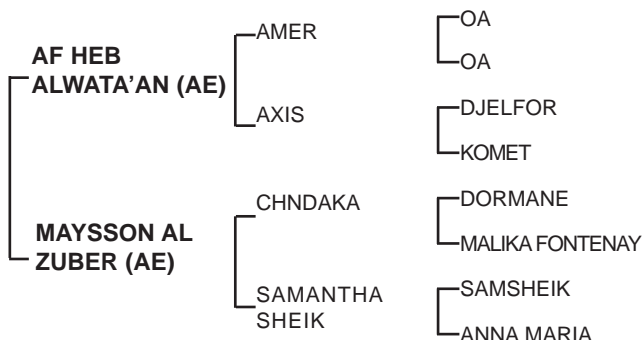 AF HEB
ALWATA’AN (AE)
AMER
OA
OA
AXIS
DJELFOR
KOMET
MAYSSON AL
ZUBER (AE)
CHNDAKA
DORMANE
MALIKA FONTENAY
SAMANTHA
SHEIK
SAMSHEIK
ANNA MARIA